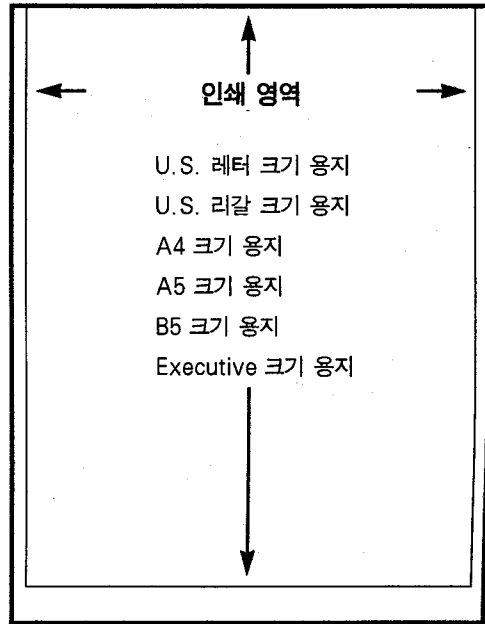 인쇄 영역
U.S. 레터 크기 용지
U.S. 리갈 크기 용지
A4 크기 용지
A5 크기 용지
B5 크기 용지
Executive 크기 용지